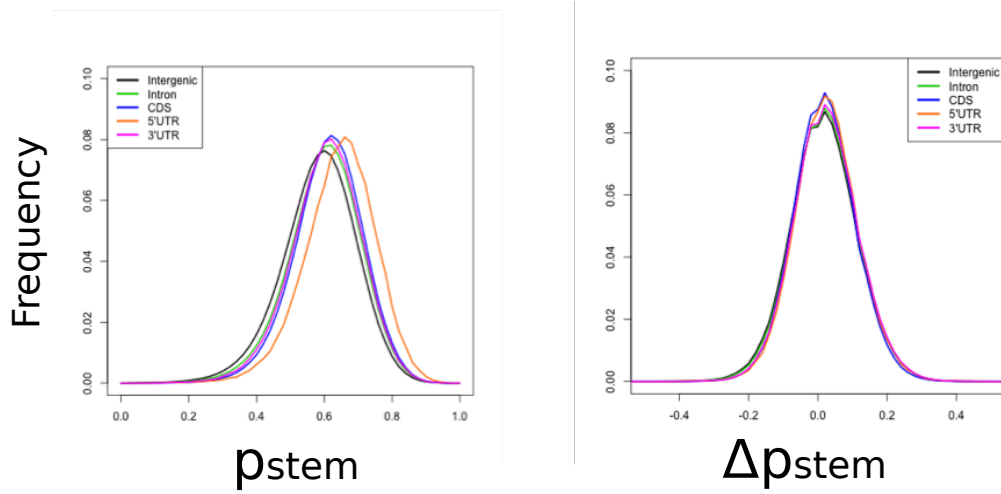 Frequency
0.10
0.08
0.06
0.04
0.02
0.00
Intergenic
Intron
CDS
5'UTR
3'UTR
0.0 0.2 0.4 0.6 0.8 1.0
pstem
0.10
0.08
0.06
0.04
0.02
0.00
Intergenic
Intron
CDS
5'UTR
3'UTR
-0.4 -0.2 0.0 0.2 0.4
Δpstem